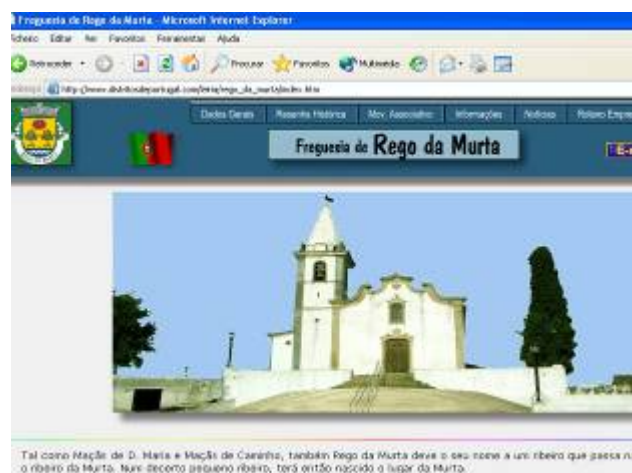 Freguesia de Rego da Murta - Microsoft Internet Explorer
Ficheiro Editar Ver Favoritos Ferramentas Ajuda
Retroceder Procurar Favoritos Multimédia
Dados Gerais Resenha Histórica Mov. Associativo Informações Notícias Roteiro
Freguesia de Rego da Murta
Tal como Maçãs de D. Maria e Maçãs de Caminho, também Rego da Murta deve o seu nome a um ribeiro que passa
o ribeiro da Murta. Num decerto pequeno ribeiro, terá então nascido o lugar da Murta.